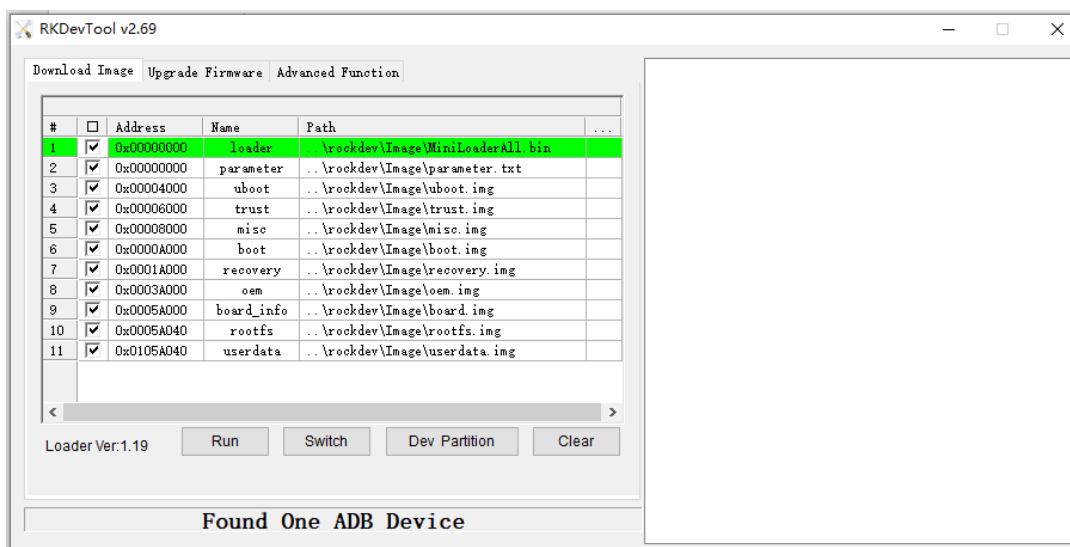 RKDevTool v2.69
Download Image Upgrade Firmware Advanced Function
# Address Name Path ...
1 0x00000000 loader ..\rockdev\Image\MiniLoaderAll.bin
2 0x00000000 parameter ..\rockdev\Image\parameter.txt
3 0x00004000 uboot ..\rockdev\Image\uboot.img
4 0x00006000 trust ..\rockdev\Image\trust.img
5 0x00008000 misc ..\rockdev\Image\misc.img
6 0x0000A000 boot ..\rockdev\Image\boot.img
7 0x0001A000 recovery ..\rockdev\Image\recovery.img
8 0x0003A000 oem ..\rockdev\Image\oem.img
9 0x0005A000 board_info ..\rockdev\Image\board.img
10 0x0005A040 rootfs ..\rockdev\Image\rootfs.img
11 0x0105A040 userdata ..\rockdev\Image\userdata.img
Loader Ver:1.19 Run Switch Dev Partition Clear
Found One ADB Device